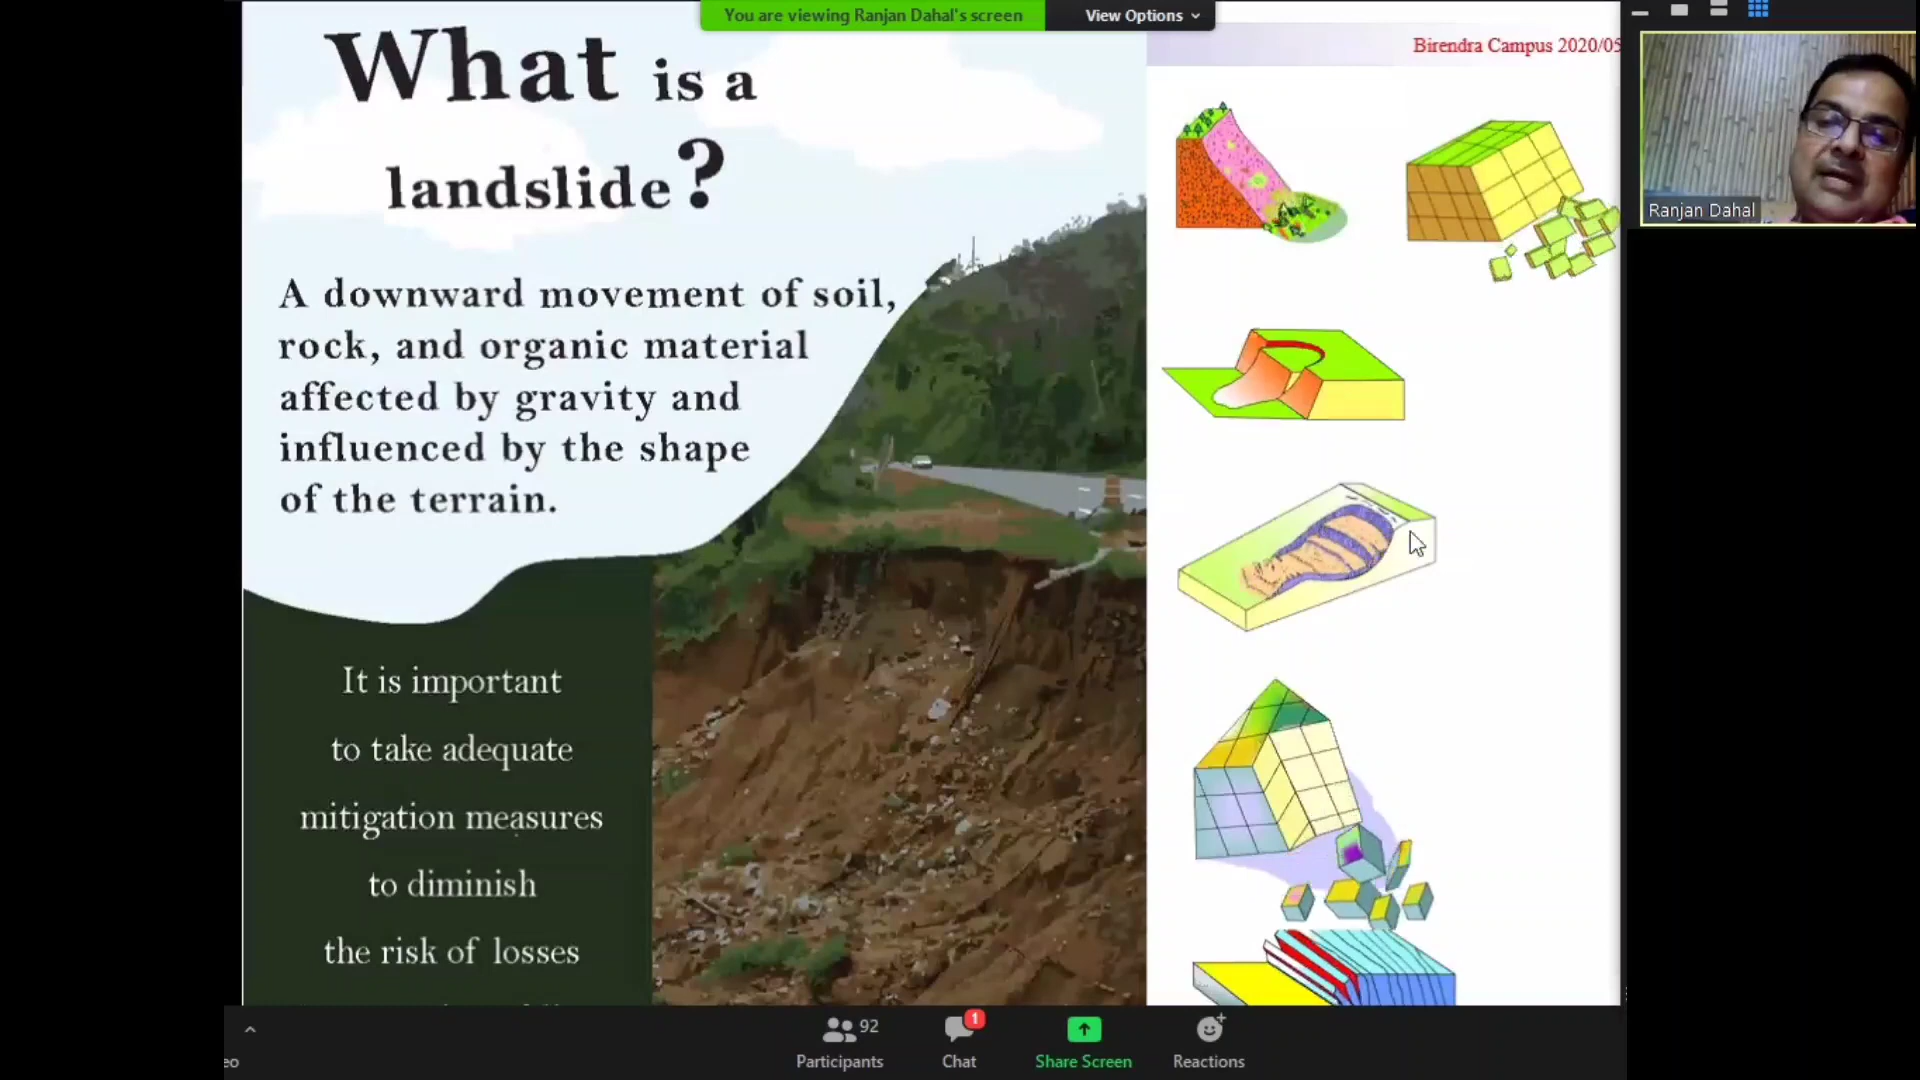 You are viewing Ranjan Dahal's screen
View Options
What is a
landslide?
A downward movement of soil,
rock, and organic material
affected by gravity and
influenced by the shape
of the terrain.
It is important
to take adequate
mitigation measures
to diminish
the risk of losses
Birendra Campus 2020/05
Ranjan Dahal
eo
92
Participants
1
Chat
Share Screen
Reactions